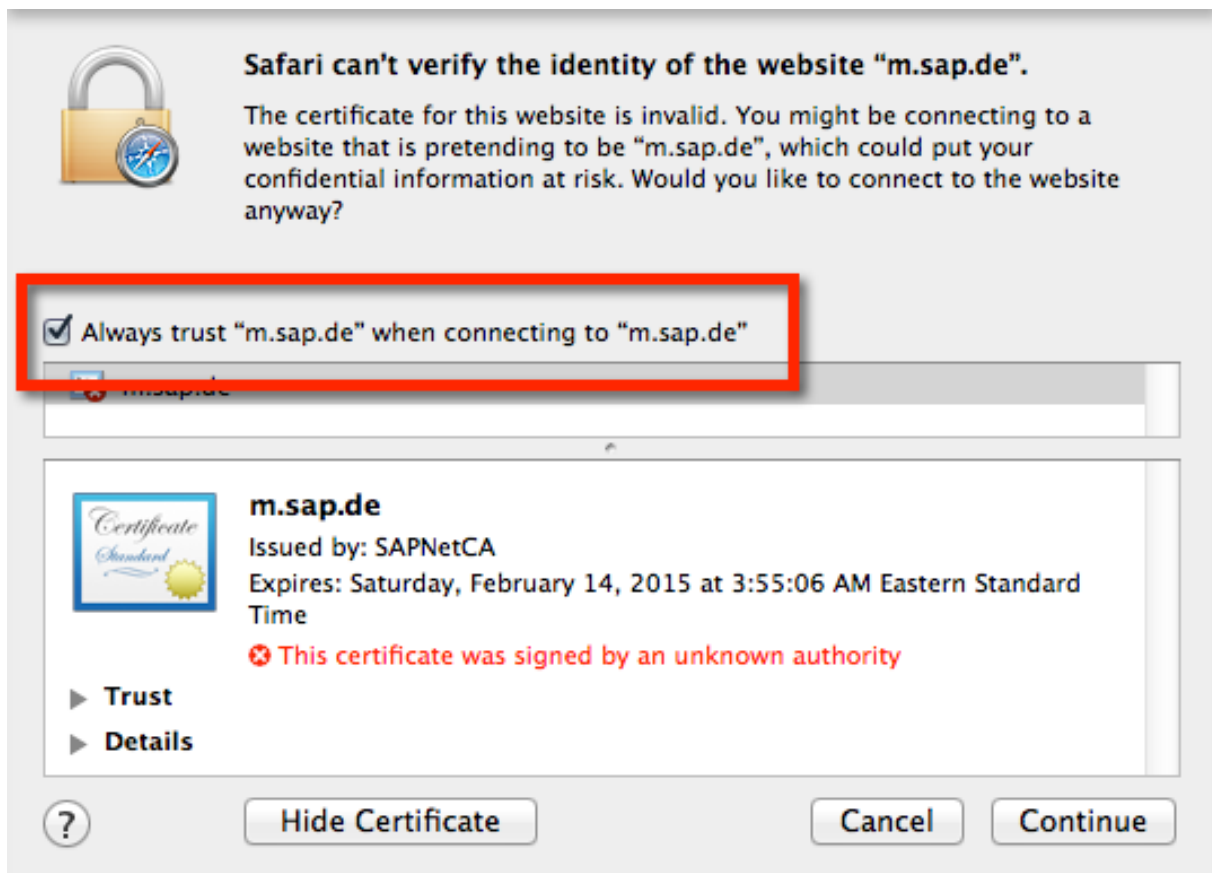 Safari can't verify the identity of the website “m.sap.de”.
The certificate for this website is invalid. You might be connecting to a
website that is pretending to be “m.sap.de”, which could put your
confidential information at risk. Would you like to connect to the website
anyway?
Always trust “m.sap.de” when connecting to “m.sap.de”
m.sap.de
Certificate
Standard
m.sap.de
Issued by: SAPNetCA
Expires: Saturday, February 14, 2015 at 3:55:06 AM Eastern Standard
Time
This certificate was signed by an unknown authority
Trust
Details
?
Hide Certificate
Cancel
Continue